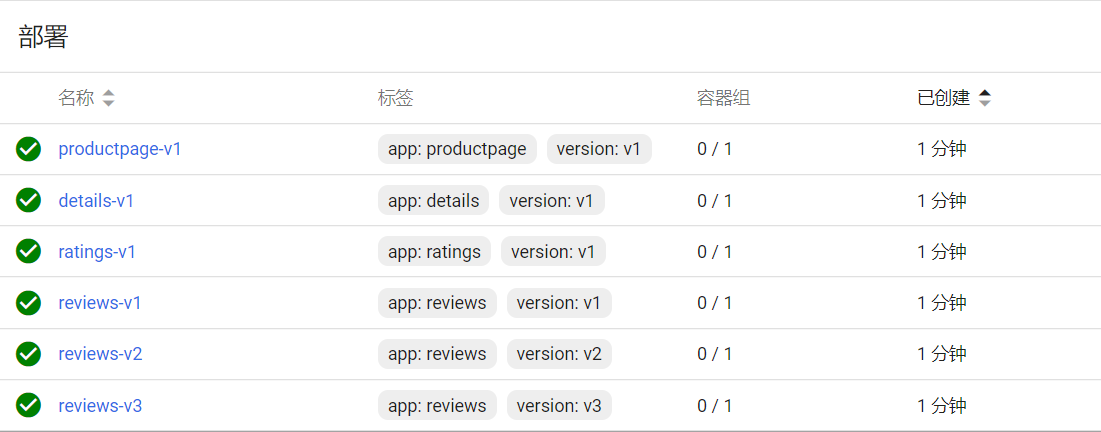 部署
名称 标签 容器组 已创建
productpage-v1 app: productpage version: v1 0 / 1 1 分钟
details-v1 app: details version: v1 0 / 1 1 分钟
ratings-v1 app: ratings version: v1 0 / 1 1 分钟
reviews-v1 app: reviews version: v1 0 / 1 1 分钟
reviews-v2 app: reviews version: v2 0 / 1 1 分钟
reviews-v3 app: reviews version: v3 0 / 1 1 分钟